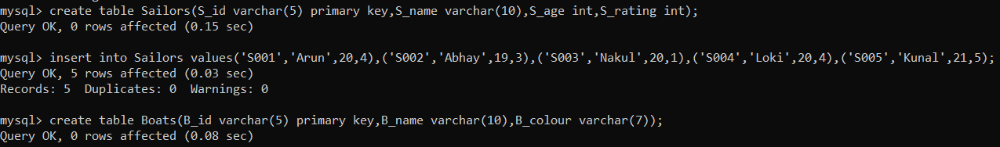 mysql> create table Sailors(S_id varchar(5) primary key,S_name varchar(10),S_age int,S_rating int);
Query OK, 0 rows affected (0.15 sec)
mysql> insert into Sailors values('S001','Arun',20,4),('S002','Abhay',19,3),('S003','Nakul',20,1),('S004','Loki',20,4),('S005','Kunal',21,5);
Query OK, 5 rows affected (0.03 sec)
Records: 5  Duplicates: 0  Warnings: 0
mysql> create table Boats(B_id varchar(5) primary key,B_name varchar(10),B_colour varchar(7));
Query OK, 0 rows affected (0.08 sec)